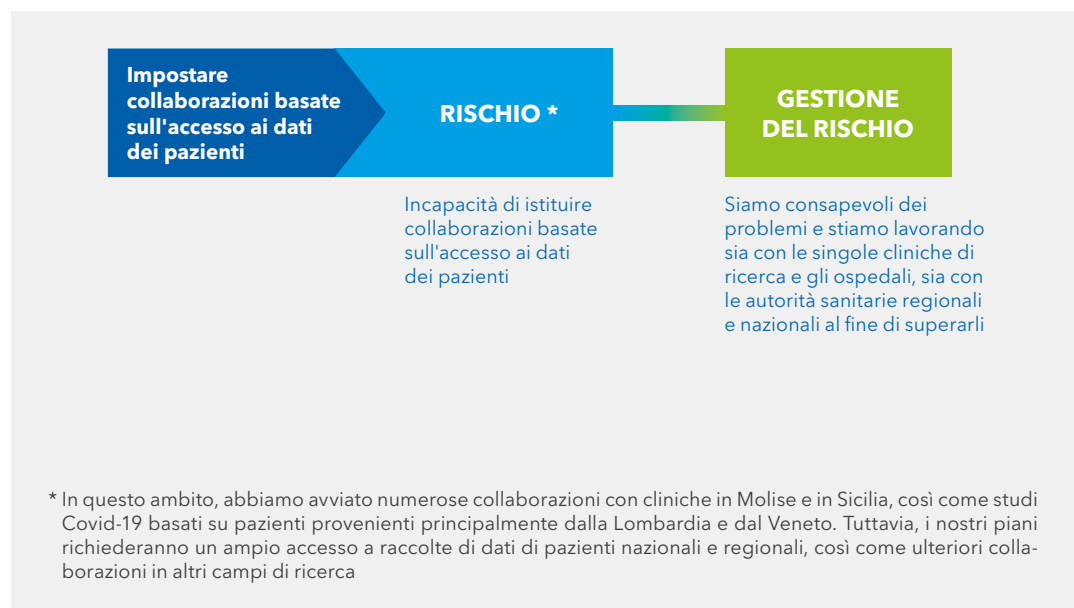 Impostare
collaborazioni basate
sull'accesso ai dati
dei pazienti
RISCHIO *
GESTIONE
DEL RISCHIO
Incapacità di istituire
collaborazioni basate
sull'accesso ai dati
dei pazienti
Siamo consapevoli dei
problemi e stiamo lavorando
sia con le singole cliniche di
ricerca e gli ospedali, sia con
le autorità sanitarie regionali
e nazionali al fine di superarli
* In questo ambito, abbiamo avviato numerose collaborazioni con cliniche in Molise e in Sicilia, così come studi
Covid-19 basati su pazienti provenienti principalmente dalla Lombardia e dal Veneto. Tuttavia, i nostri piani
richiederanno un ampio accesso a raccolte di dati di pazienti nazionali e regionali, così come ulteriori colla-
borazioni in altri campi di ricerca